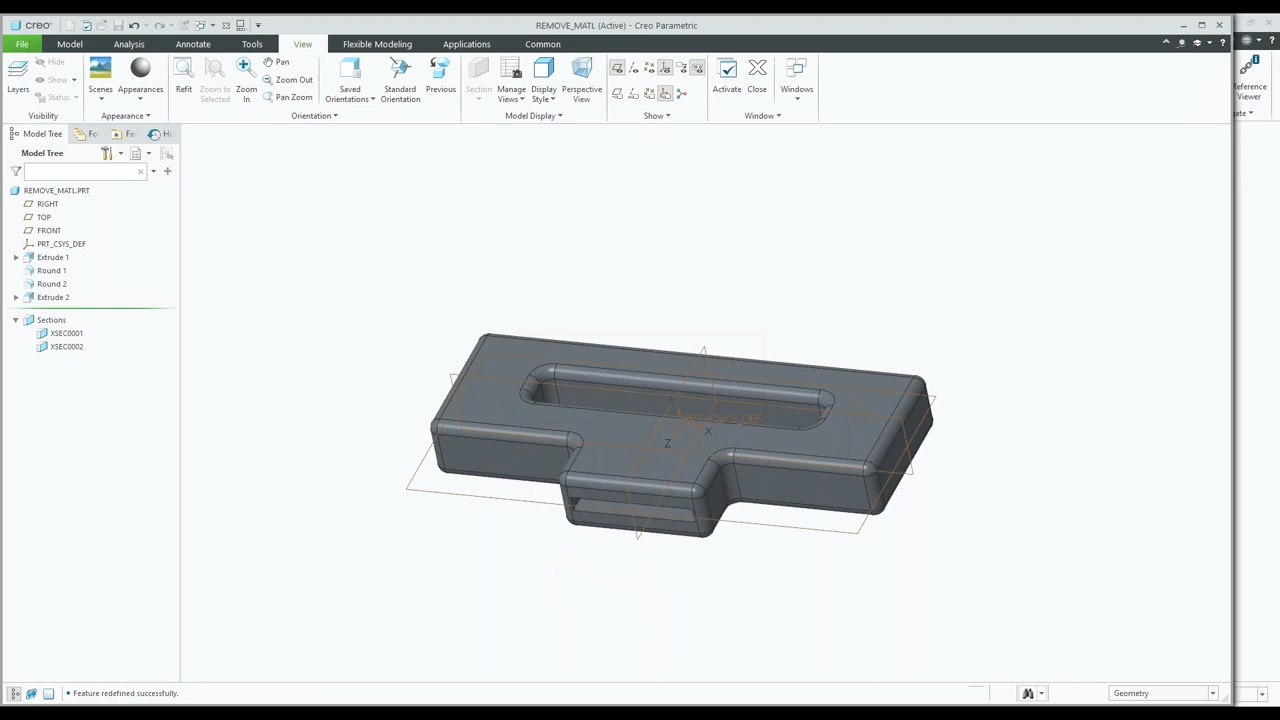 creo
REMOVE_MATL (Active) - Creo Parametric
File Model Analysis Annotate Tools View Flexible Modeling Applications Common
Hide
Show
Status
Layers
Scenes
Appearances
Refit
Zoom to Selected
Zoom In
Pan
Zoom Out
Pan Zoom
Saved Orientations
Standard Orientation
Previous
Section
Manage Views
Display Style
Perspective View
Activate
Close
Windows
Reference Viewer
Visibility Appearance Orientation Model Display Show Window
Model Tree
Model Tree
REMOVE_MATL.PRT
RIGHT
TOP
FRONT
PRT_CSYS_DEF
Extrude 1
Round 1
Round 2
Extrude 2
Sections
XSEC0001
XSEC0002
PRT_CSYS_DEF
X
Z
• Feature redefined successfully.
Geometry